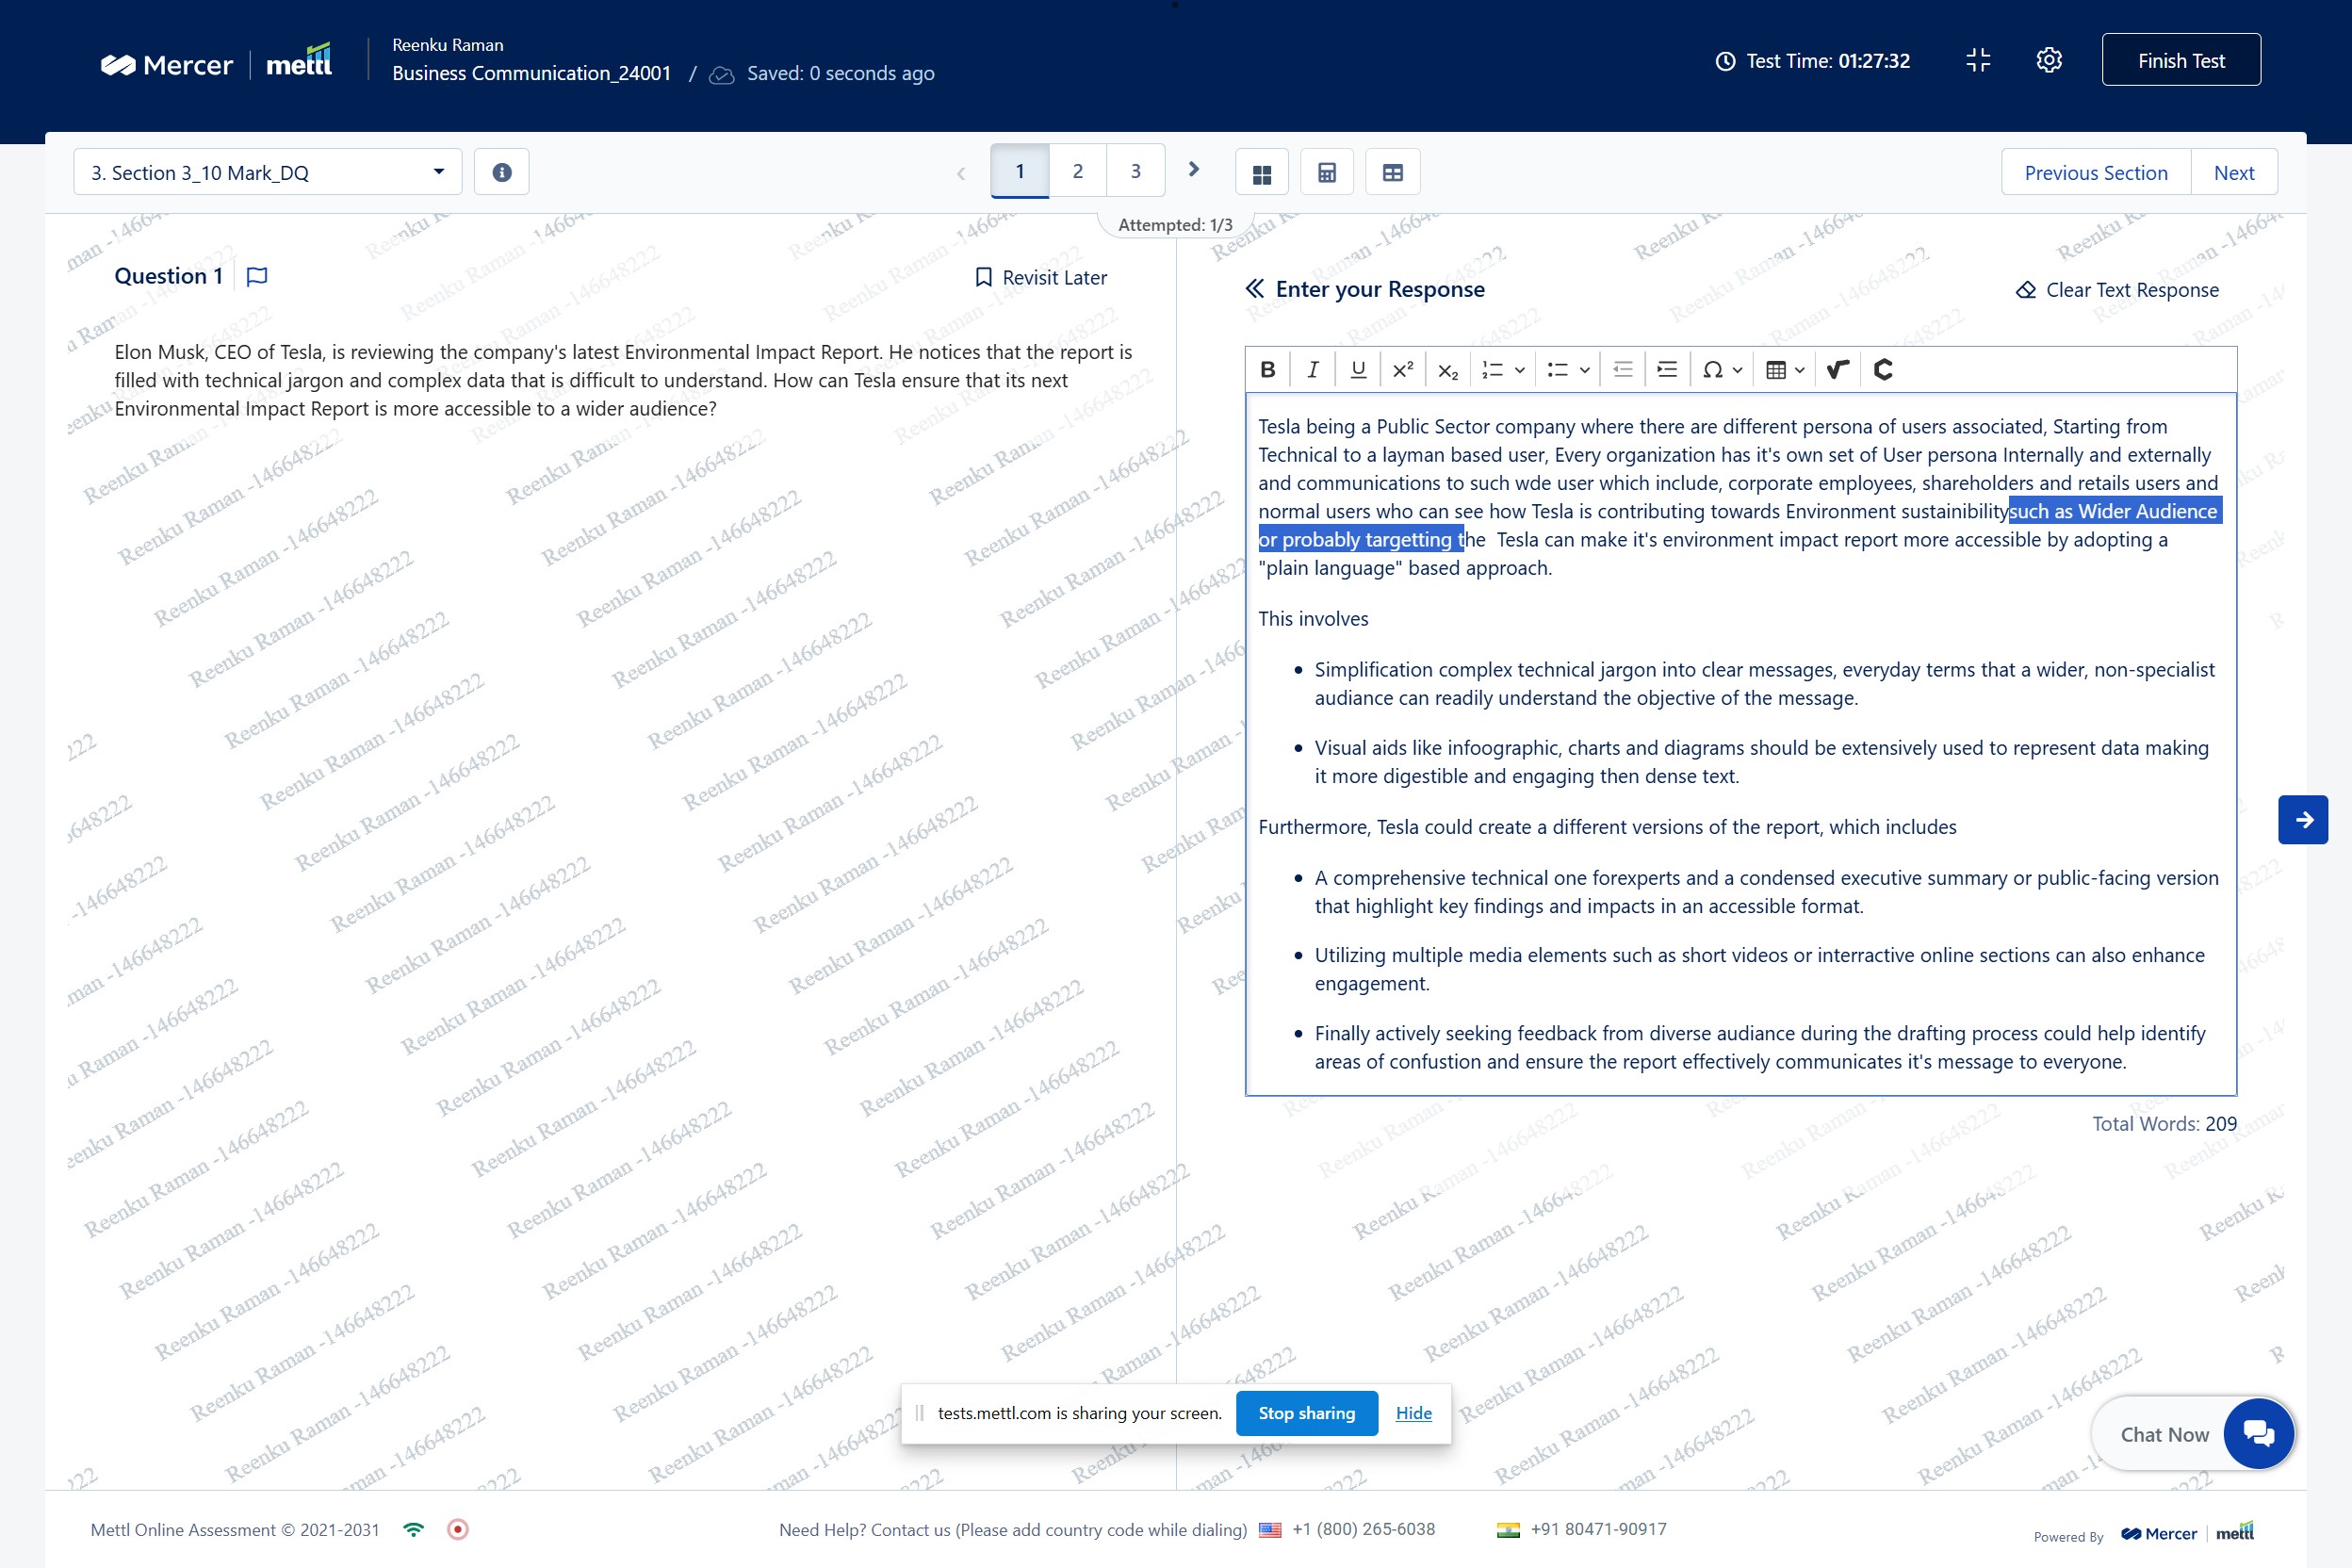 Mercer | mettl
Reenku Raman
Business Communication_24001 / Saved: 0 seconds ago
Test Time: 01:27:32
Finish Test
3. Section 3_10 Mark_DQ
1 2 3
Previous Section
Next
Attempted: 1/3
Question 1
Revisit Later
Elon Musk, CEO of Tesla, is reviewing the company's latest Environmental Impact Report. He notices that the report is
filled with technical jargon and complex data that is difficult to understand. How can Tesla ensure that its next
Environmental Impact Report is more accessible to a wider audience?
Enter your Response
Clear Text Response
Tesla being a Public Sector company where there are different persona of users associated, Starting from
Technical to a layman based user, Every organization has it's own set of User persona Internally and externally
and communications to such wde user which include, corporate employees, shareholders and retails users and
normal users who can see how Tesla is contributing towards Environment sustainibilitysuch as Wider Audience
or probably targetting the  Tesla can make it's environment impact report more accessible by adopting a
"plain language" based approach.
This involves
• Simplification complex technical jargon into clear messages, everyday terms that a wider, non-specialist
audiance can readily understand the objective of the message.
• Visual aids like infoographic, charts and diagrams should be extensively used to represent data making
it more digestible and engaging then dense text.
Furthermore, Tesla could create a different versions of the report, which includes
• A comprehensive technical one forexperts and a condensed executive summary or public-facing version
that highlight key findings and impacts in an accessible format.
• Utilizing multiple media elements such as short videos or interractive online sections can also enhance
engagement.
• Finally actively seeking feedback from diverse audiance during the drafting process could help identify
areas of confustion and ensure the report effectively communicates it's message to everyone.
Total Words: 209
Reenku Raman -146648222
tests.mettl.com is sharing your screen.
Stop sharing
Hide
Chat Now
Mettl Online Assessment © 2021-2031
Need Help? Contact us (Please add country code while dialing) +1 (800) 265-6038 +91 80471-90917
Powered By Mercer | mettl